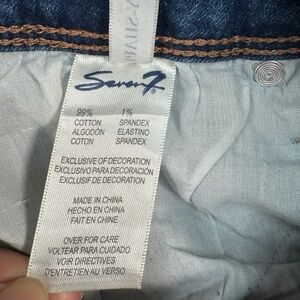 Seven7
99% 1%
COTTON SPANDEX
ALGODÓN ELASTINO
COTON SPANDEX
EXCLUSIVE OF DECORATION
EXCLUSIVO PARA DECORACIÓN
EXCLUSIF DE DECORATION
MADE IN CHINA
HECHO EN CHINA
FAIT EN CHINE
OVER FOR CARE
VOLTEAR PARA CUIDADO
VOIR DIRECTIVES
D'ENTRETIEN AU VERSO